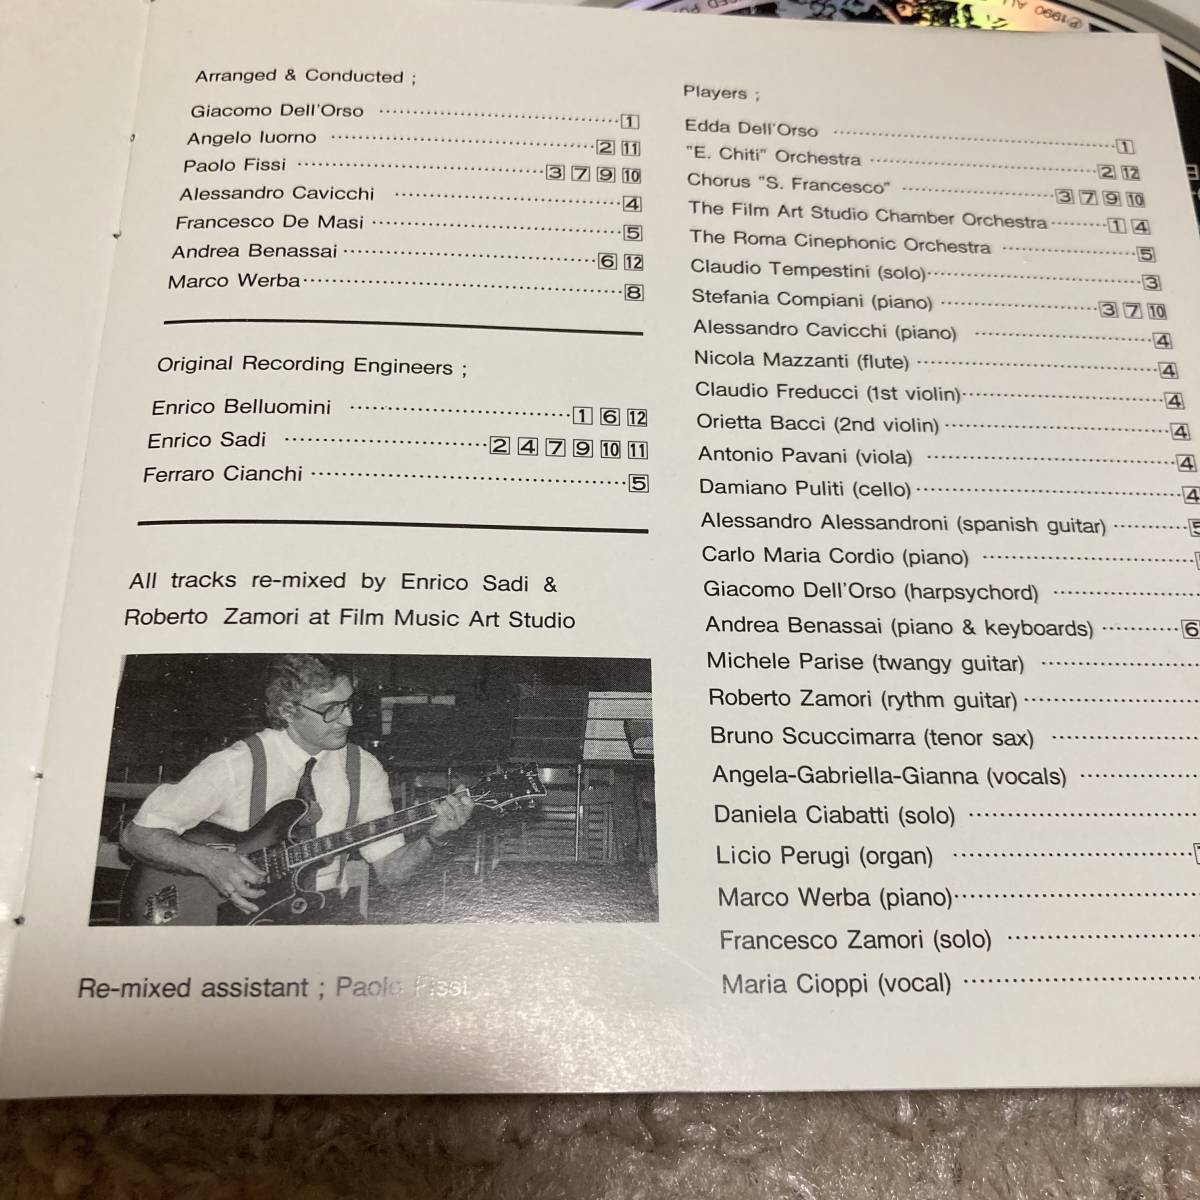 Arranged & Conducted ;
Giacomo Dell'Orso 1
Angelo Iuorno 2 11
Paolo Fissi 3 7 9 10
Alessandro Cavicchi 4
Francesco De Masi 5
Andrea Benassai 6 12
Marco Werba 8
Original Recording Engineers ;
Enrico Belluomini 1 6 12
Enrico Sadi 2 4 7 9 10 11
Ferraro Cianchi 5
All tracks re-mixed by Enrico Sadi &
Roberto Zamori at Film Music Art Studio
Re-mixed assistant ; Paolo Fissi
Players ;
Edda Dell'Orso 1
"E. Chiti" Orchestra 2 12
Chorus "S. Francesco" 3 7 9 10
The Film Art Studio Chamber Orchestra 1 4
The Roma Cinephonic Orchestra 5
Claudio Tempestini (solo) 3
Stefania Compiani (piano) 3 7 10
Alessandro Cavicchi (piano) 4
Nicola Mazzanti (flute) 4
Claudio Freducci (1st violin) 4
Orietta Bacci (2nd violin) 4
Antonio Pavani (viola) 4
Damiano Puliti (cello) 4
Alessandro Alessandroni (spanish guitar) 5
Carlo Maria Cordio (piano)
Giacomo Dell'Orso (harpsychord)
Andrea Benassai (piano & keyboards) 6
Michele Parise (twangy guitar)
Roberto Zamori (rythm guitar)
Bruno Scuccimarra (tenor sax)
Angela-Gabriella-Gianna (vocals)
Daniela Ciabatti (solo)
Licio Perugi (organ)
Marco Werba (piano)
Francesco Zamori (solo)
Maria Cioppi (vocal)
℗1990